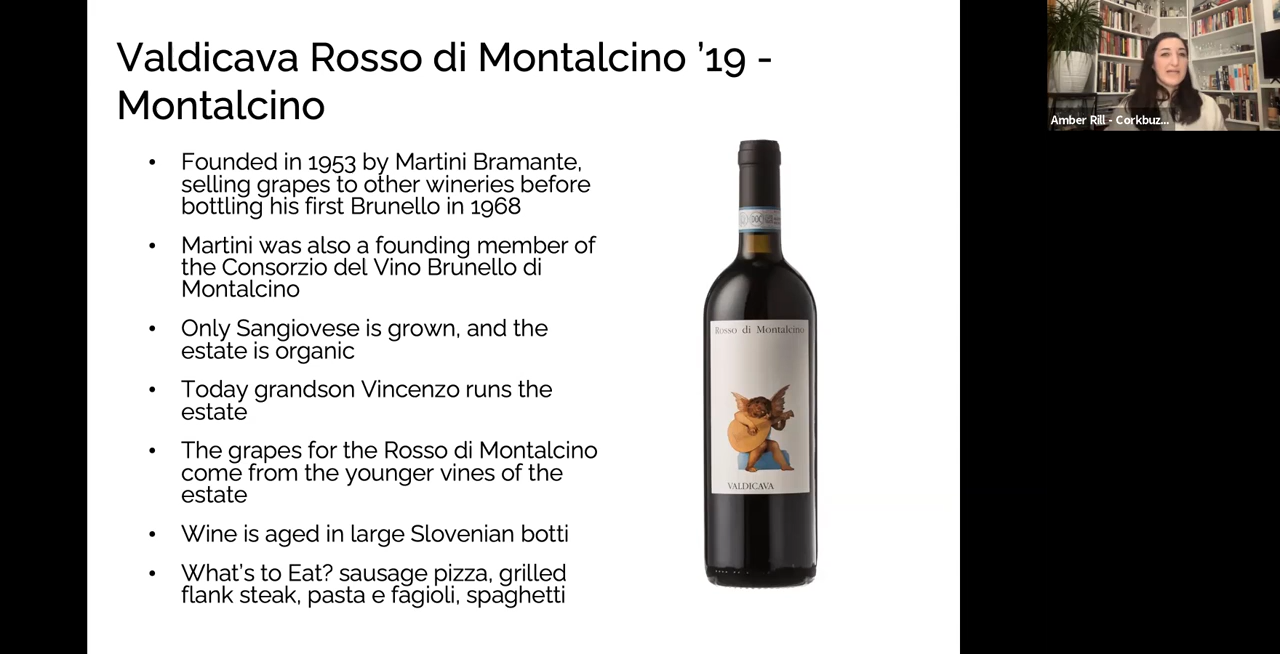 Valdicava Rosso di Montalcino ’19 -
Montalcino
• Founded in 1953 by Martini Bramante,
selling grapes to other wineries before
bottling his first Brunello in 1968
• Martini was also a founding member of
the Consorzio del Vino Brunello di
Montalcino
• Only Sangiovese is grown, and the
estate is organic
• Today grandson Vincenzo runs the
estate
• The grapes for the Rosso di Montalcino
come from the younger vines of the
estate
• Wine is aged in large Slovenian botti
• What’s to Eat? sausage pizza, grilled
flank steak, pasta e fagioli, spaghetti
Rosso di Montalcino
VALDICAVA
Amber Rill - Corkbuz...